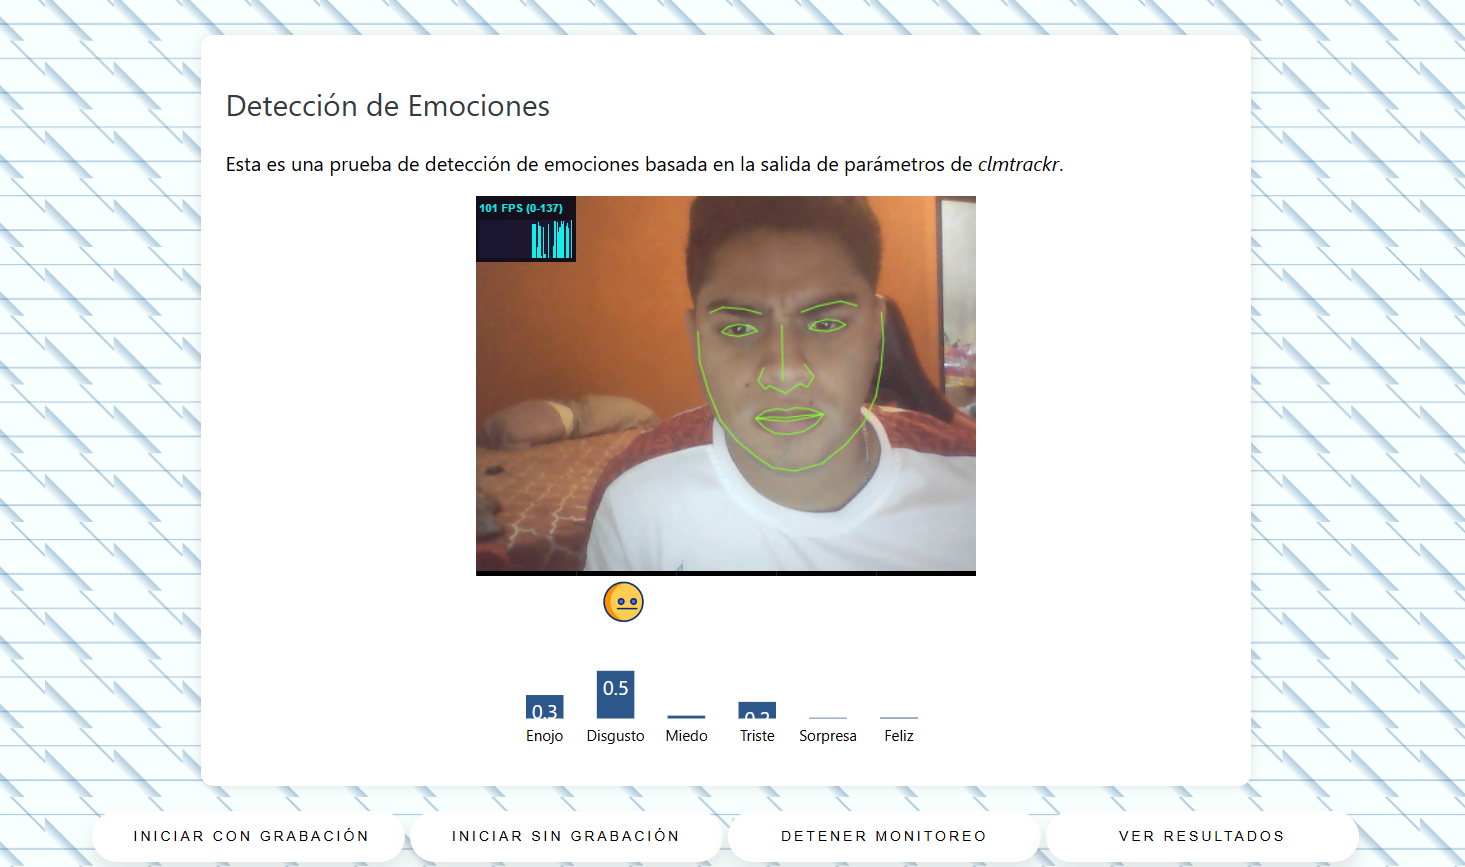 Detección de Emociones
Esta es una prueba de detección de emociones basada en la salida de parámetros de clmtrackr.
101 FPS (0-137)
0.3 0.5 0.2
Enojo Disgusto Miedo Triste Sorpresa Feliz
INICIAR CON GRABACIÓN INICIAR SIN GRABACIÓN DETENER MONITOREO VER RESULTADOS